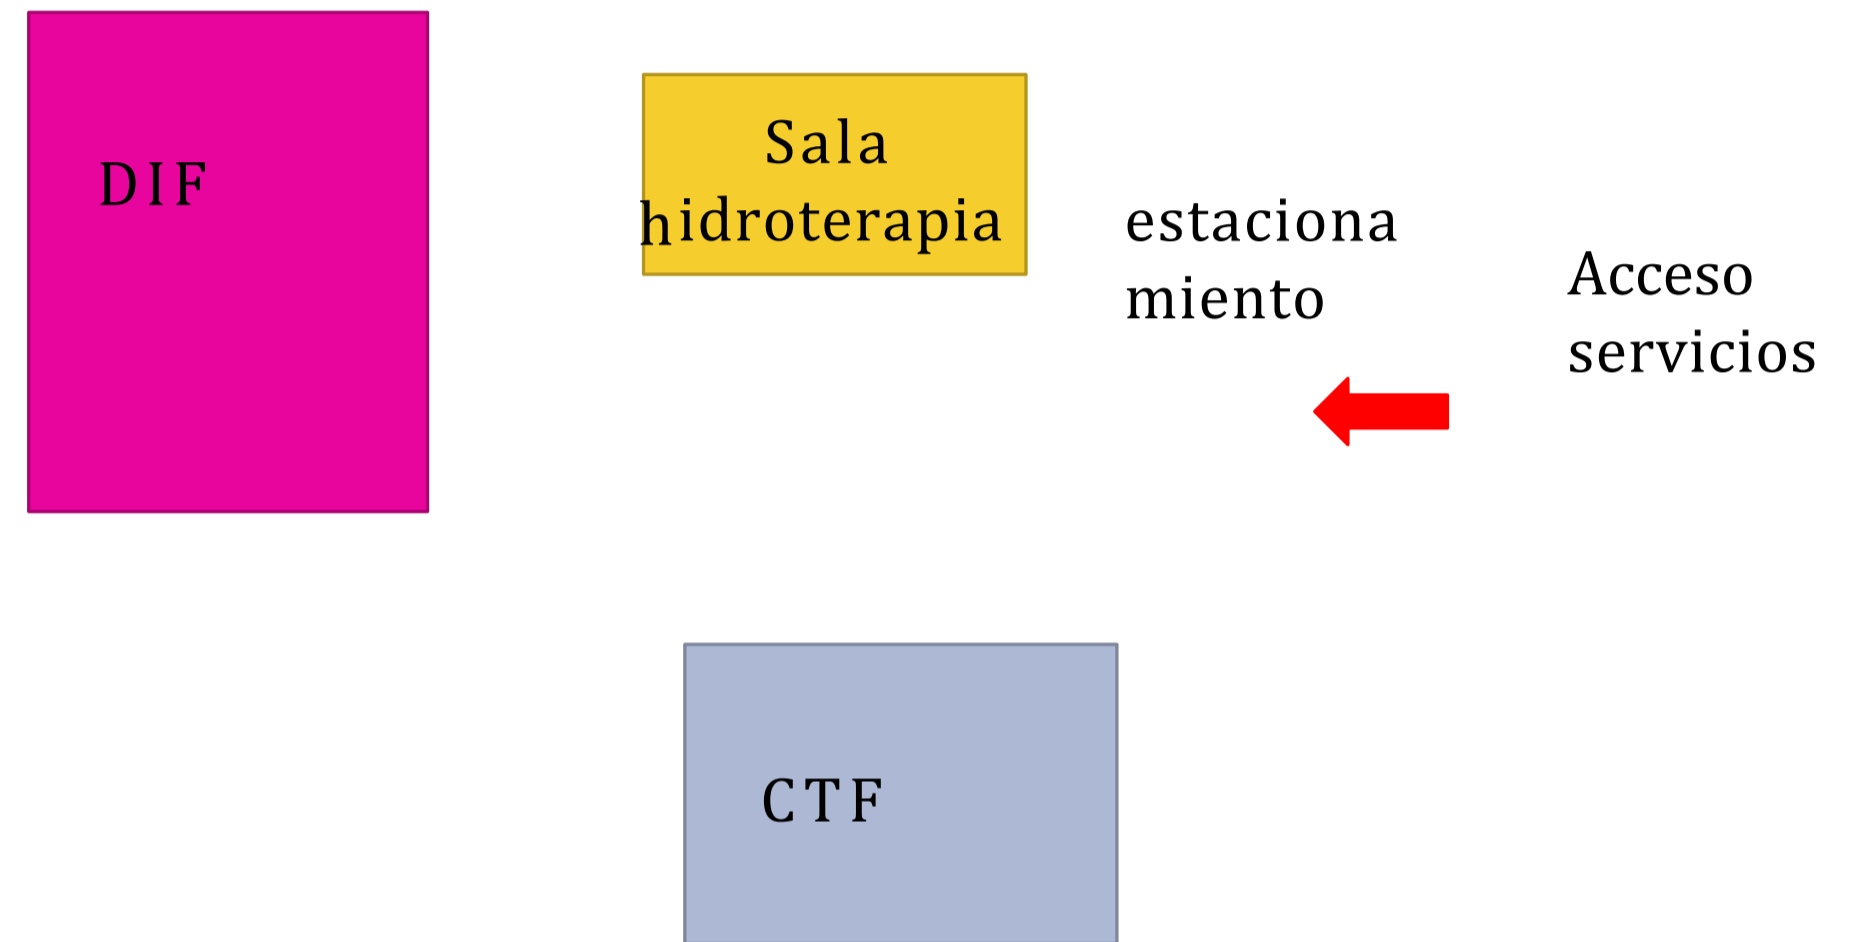 DIF
Sala
hidroterapia
estaciona
miento
Acceso
servicios
CTF